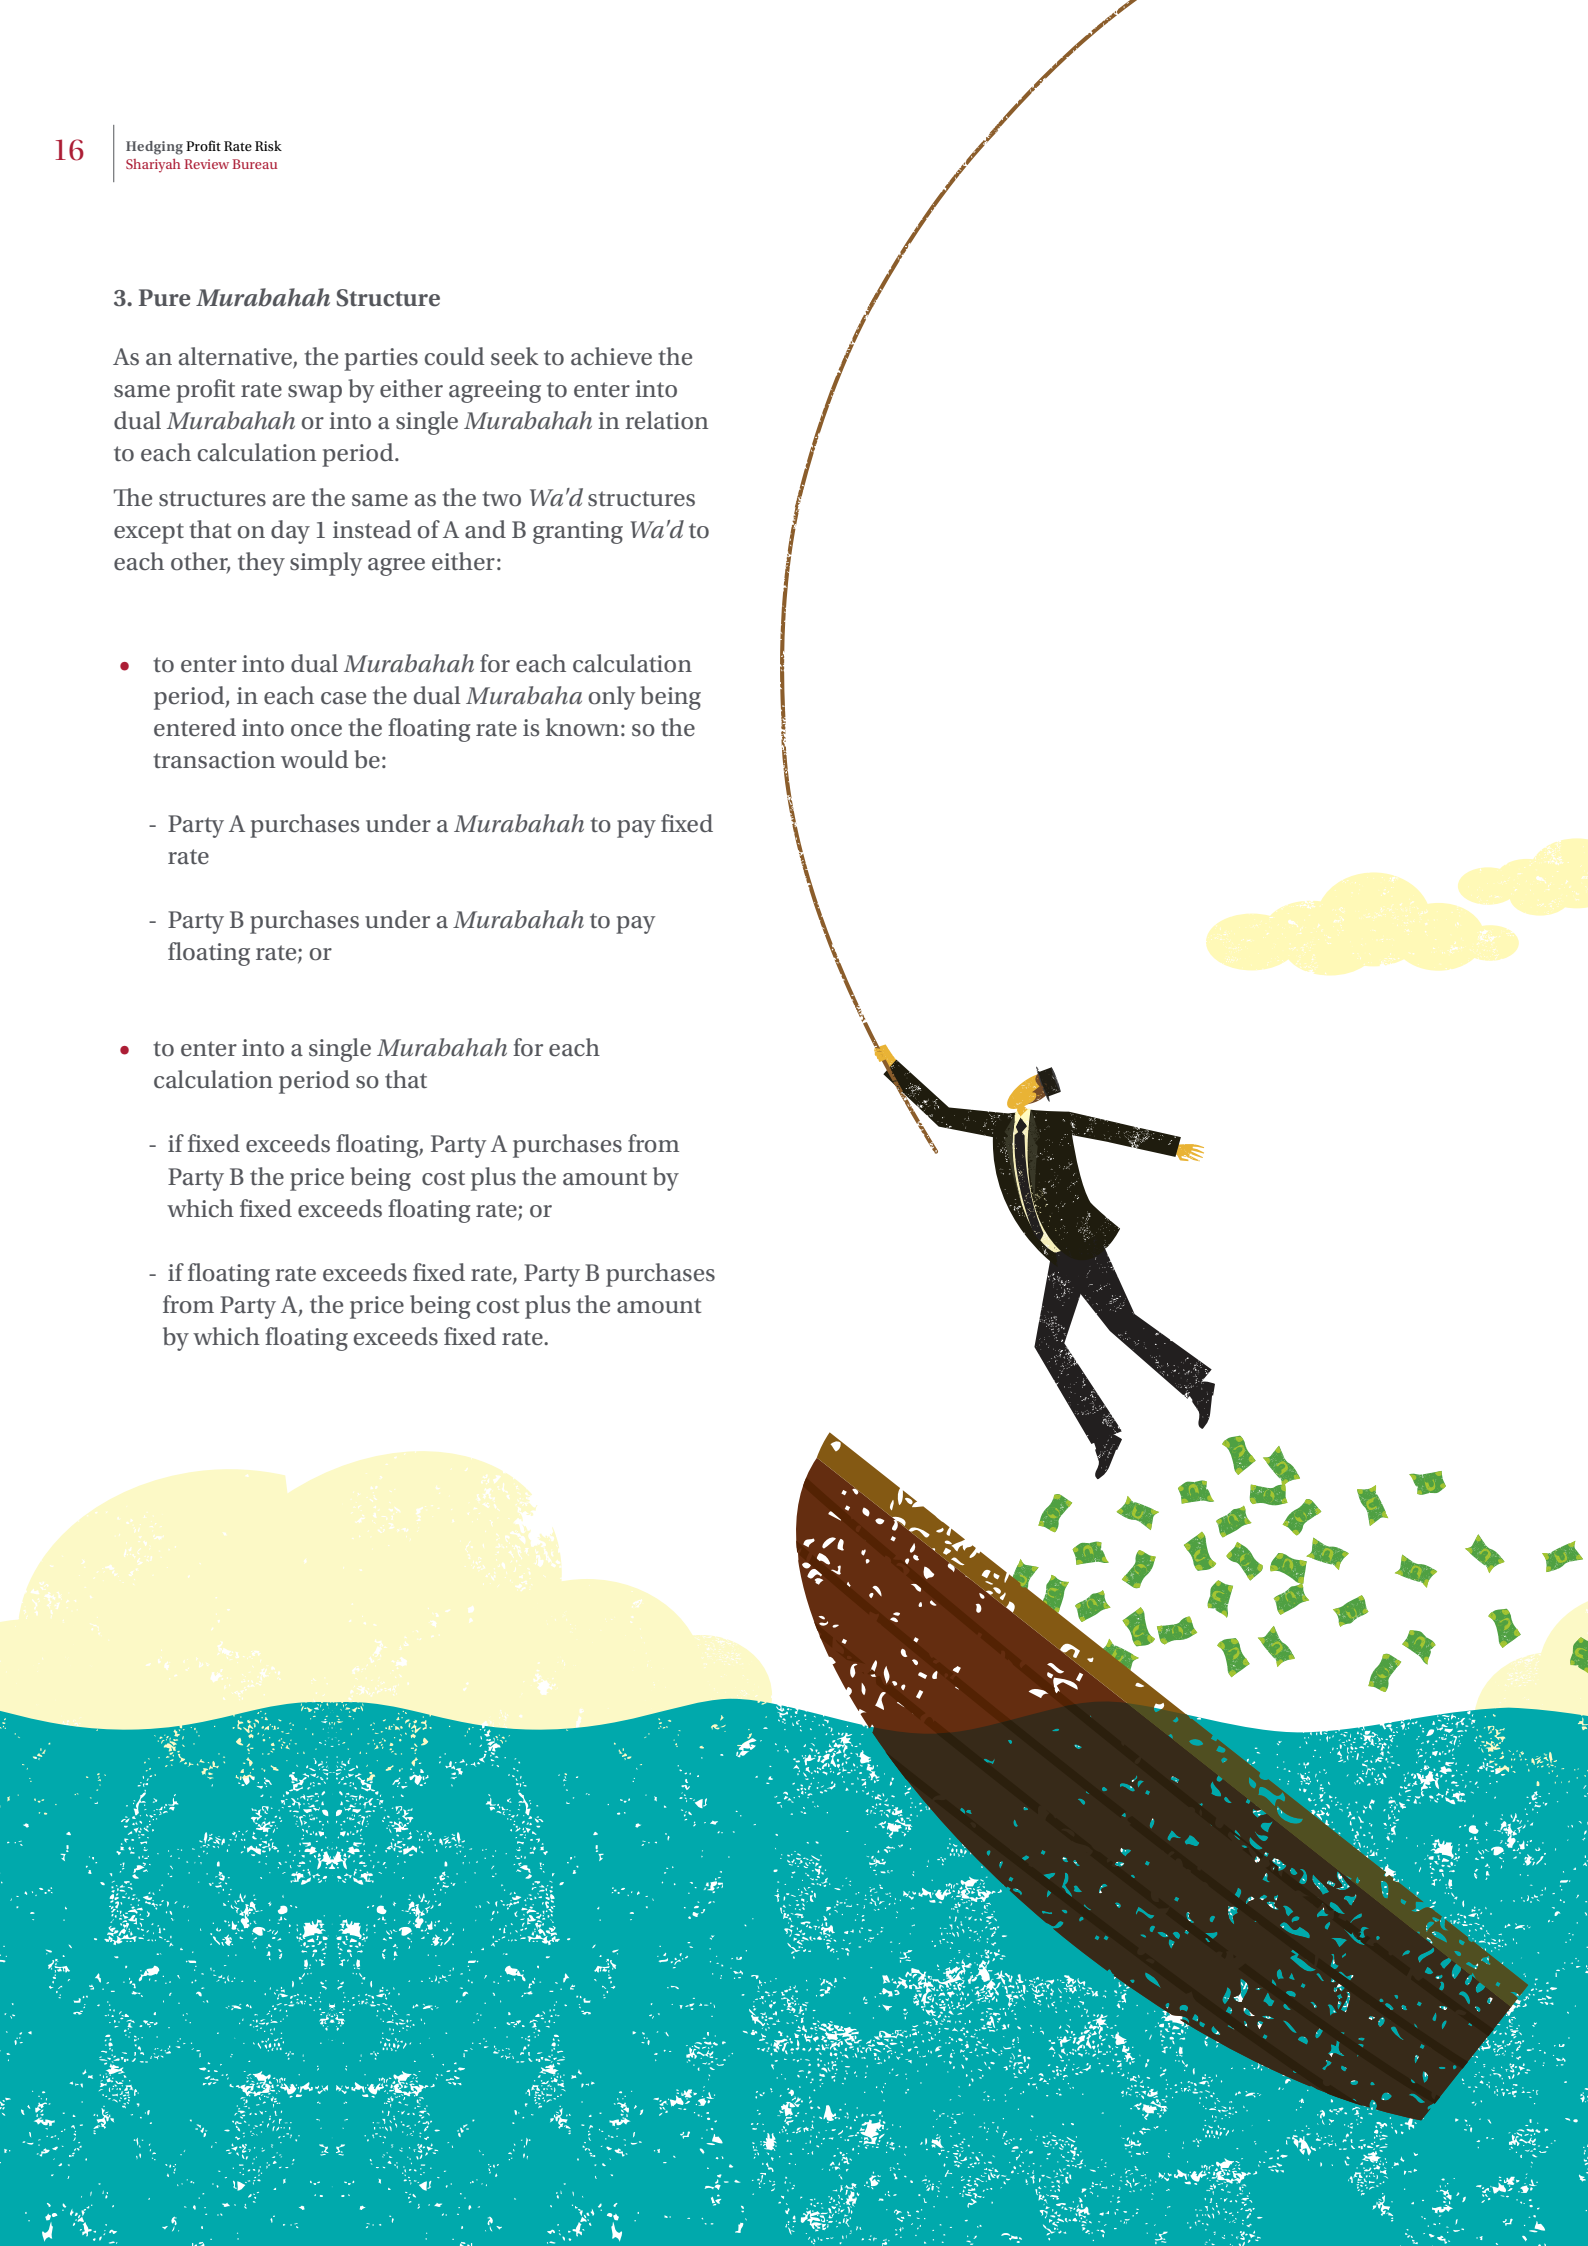 16
Hedging Profit Rate Risk
Shariyah Review Bureau
3. Pure Murabahah Structure
As an alternative, the parties could seek to achieve the
same profit rate swap by either agreeing to enter into
dual Murabahah or into a single Murabahah in relation
to each calculation period.
The structures are the same as the two Wa'd structures
except that on day 1 instead of A and B granting Wa'd to
each other, they simply agree either:
• to enter into dual Murabahah for each calculation
period, in each case the dual Murabaha only being
entered into once the floating rate is known: so the
transaction would be:
- Party A purchases under a Murabahah to pay fixed
rate
- Party B purchases under a Murabahah to pay
floating rate; or
• to enter into a single Murabahah for each
calculation period so that
- if fixed exceeds floating, Party A purchases from
Party B the price being cost plus the amount by
which fixed exceeds floating rate; or
- if floating rate exceeds fixed rate, Party B purchases
from Party A, the price being cost plus the amount
by which floating exceeds fixed rate.